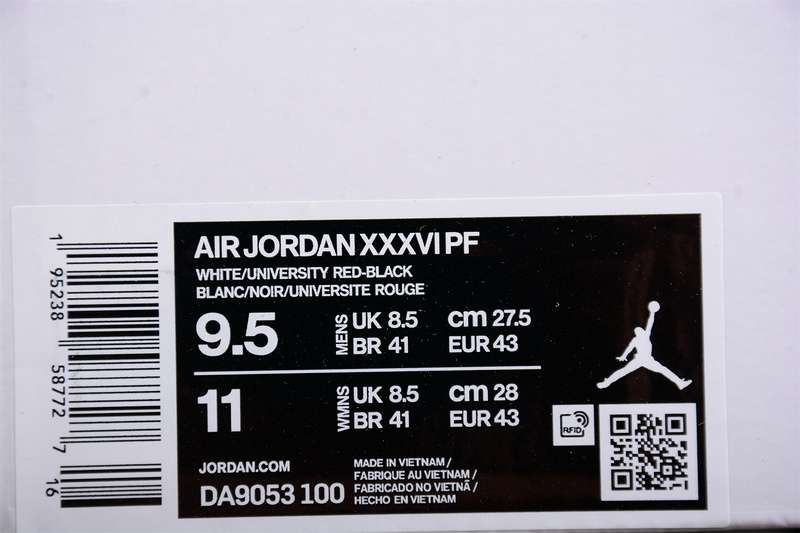 AIR JORDAN XXXVI PF
WHITE/UNIVERSITY RED-BLACK
BLANC/NOIR/UNIVERSITE ROUGE
9.5
MENS
UK 8.5
cm 27.5
BR 41
EUR 43
11
WMNS
UK 8.5
cm 28
BR 41
EUR 43
RFID
JORDAN.COM
DA9053 100
MADE IN VIETNAM /
FABRIQUE AU VIETNAM /
FABRICADO NO VIETNÃ /
HECHO EN VIETNAM
1 95238 58772 7
16